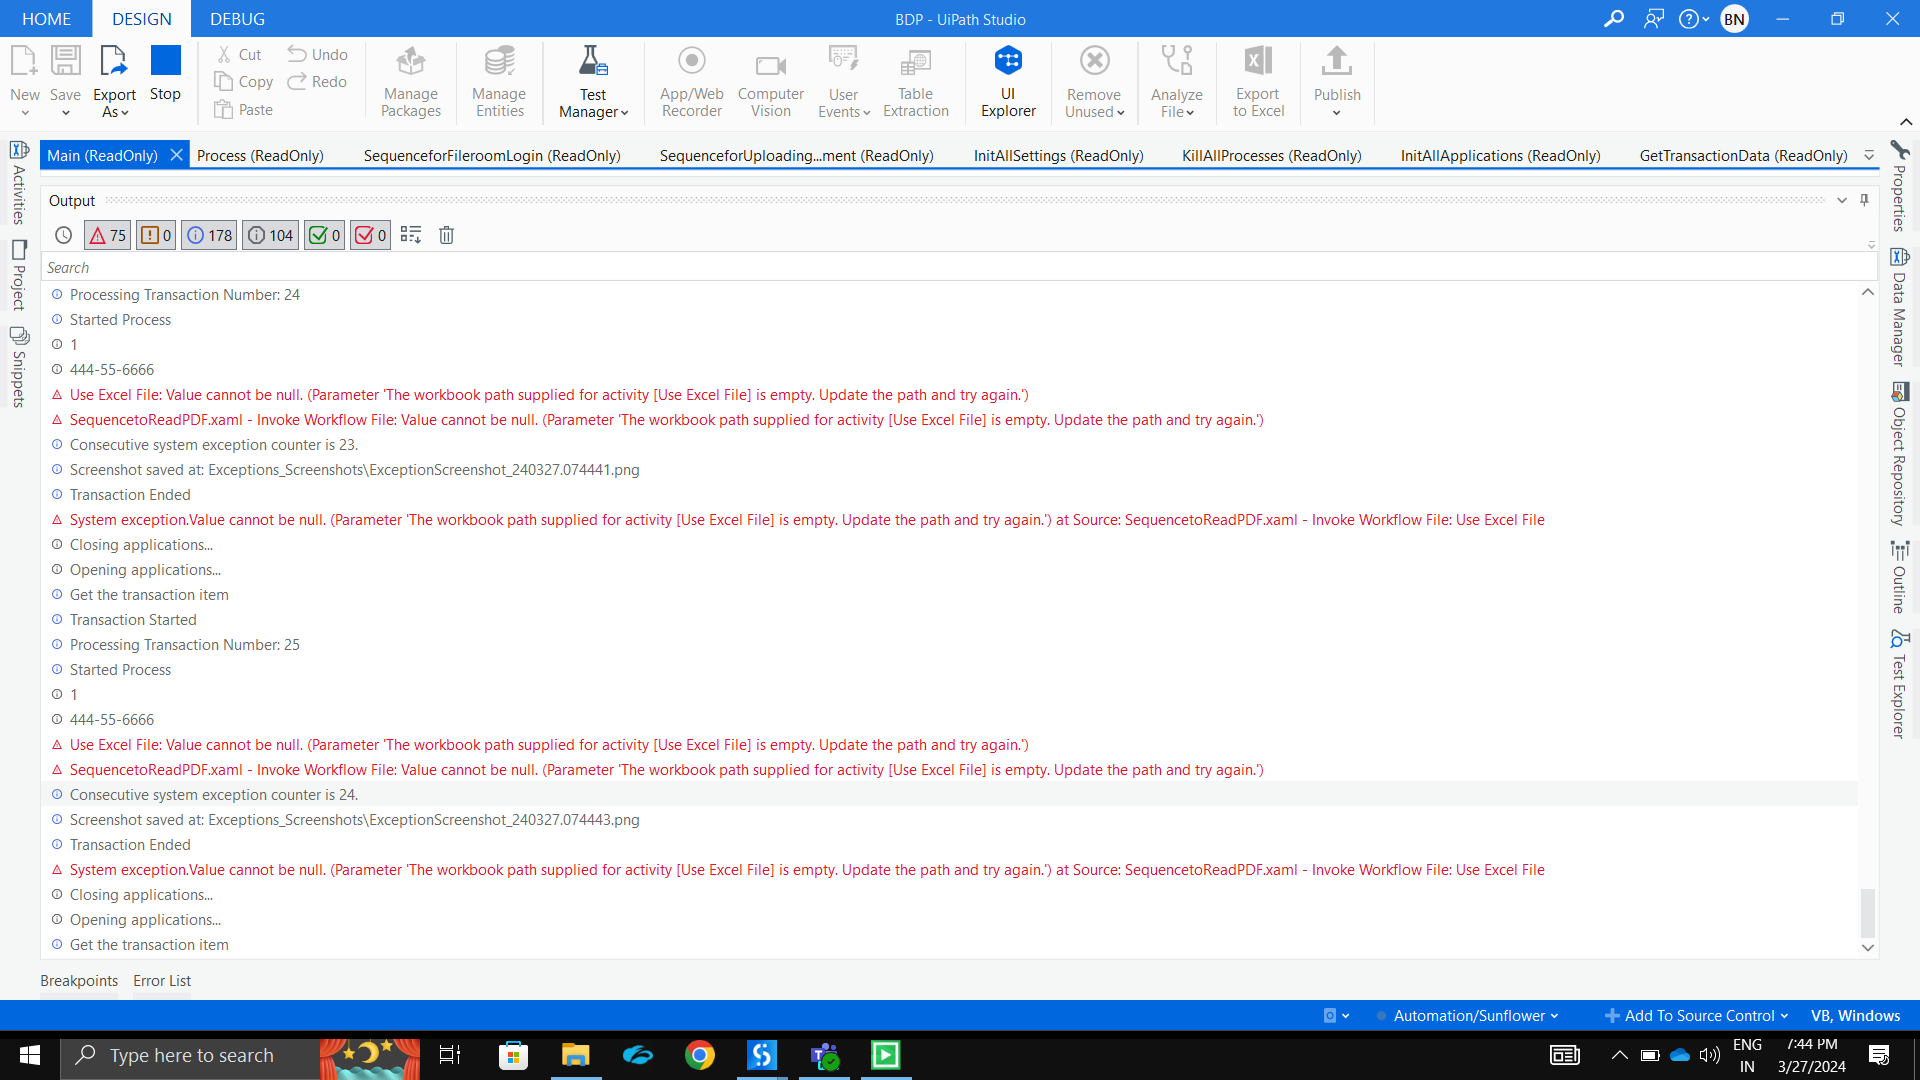 HOME DESIGN DEBUG BDP - UiPath Studio BN
New Save Export As Stop Cut Copy Paste Undo Redo Manage Packages Manage Entities Test Manager App/Web Recorder Computer Vision User Events Table Extraction UI Explorer Remove Unused Analyze File Export to Excel Publish
Main (ReadOnly) Process (ReadOnly) SequenceforFileroomLogin (ReadOnly) SequenceforUploading...ment (ReadOnly) InitAllSettings (ReadOnly) KillAllProcesses (ReadOnly) InitAllApplications (ReadOnly) GetTransactionData (ReadOnly)
Activities
Project
Snippets
Output
75 0 178 104 0 0
Search
Processing Transaction Number: 24
Started Process
1
444-55-6666
Use Excel File: Value cannot be null. (Parameter 'The workbook path supplied for activity [Use Excel File] is empty. Update the path and try again.')
SequencetoReadPDF.xaml - Invoke Workflow File: Value cannot be null. (Parameter 'The workbook path supplied for activity [Use Excel File] is empty. Update the path and try again.')
Consecutive system exception counter is 23.
Screenshot saved at: Exceptions_Screenshots\ExceptionScreenshot_240327.074441.png
Transaction Ended
System exception.Value cannot be null. (Parameter 'The workbook path supplied for activity [Use Excel File] is empty. Update the path and try again.') at Source: SequencetoReadPDF.xaml - Invoke Workflow File: Use Excel File
Closing applications...
Opening applications...
Get the transaction item
Transaction Started
Processing Transaction Number: 25
Started Process
1
444-55-6666
Use Excel File: Value cannot be null. (Parameter 'The workbook path supplied for activity [Use Excel File] is empty. Update the path and try again.')
SequencetoReadPDF.xaml - Invoke Workflow File: Value cannot be null. (Parameter 'The workbook path supplied for activity [Use Excel File] is empty. Update the path and try again.')
Consecutive system exception counter is 24.
Screenshot saved at: Exceptions_Screenshots\ExceptionScreenshot_240327.074443.png
Transaction Ended
System exception.Value cannot be null. (Parameter 'The workbook path supplied for activity [Use Excel File] is empty. Update the path and try again.') at Source: SequencetoReadPDF.xaml - Invoke Workflow File: Use Excel File
Closing applications...
Opening applications...
Get the transaction item
Properties
Data Manager
Object Repository
Outline
Test Explorer
Breakpoints Error List
0 Automation/Sunflower Add To Source Control VB, Windows
Type here to search
ENG
IN
7:44 PM
3/27/2024